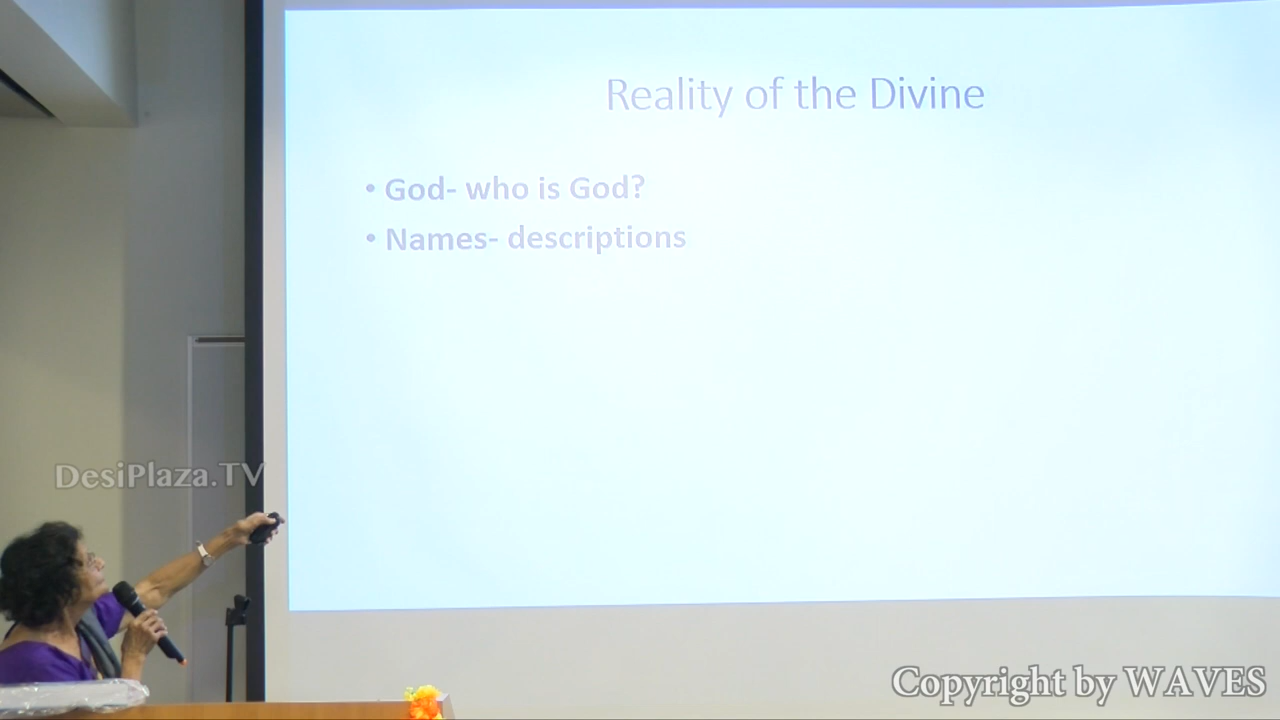 Reality of the Divine
• God- who is God?
• Names- descriptions
DesiPlaza.TV
Copyright by WAVES